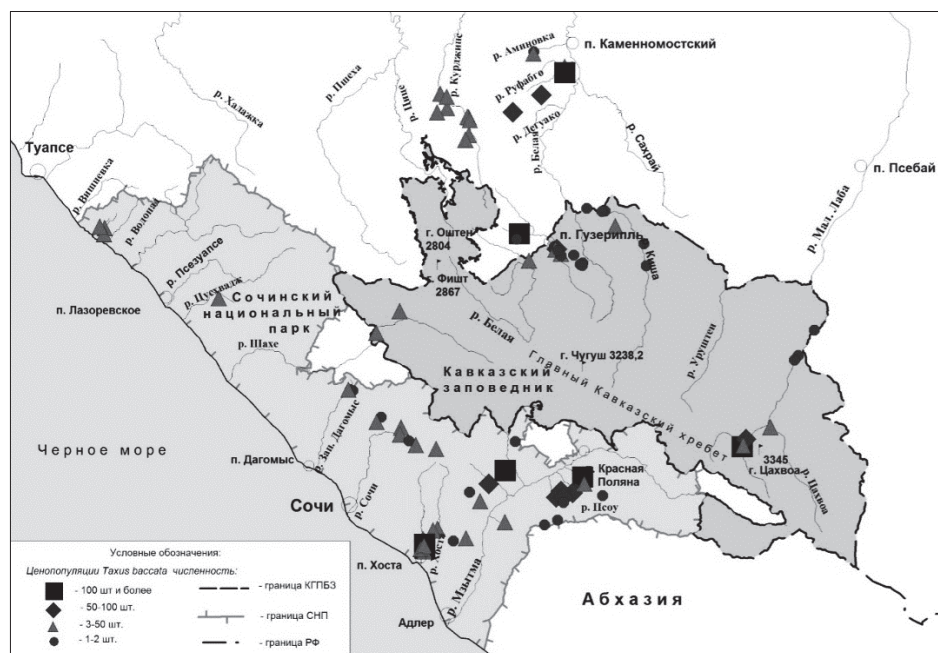 п. Каменномостский
р. Аминовка
р. Курджипс
р. Руфабго
р. Дегуако
р. Белая
р. Сахрай
р. Пшеха
р. Халажка
Туапсе
р. Вишневка
п. Псебай
р. Мал. Лаба
г. Оштен
2804
п. Гузерипль
р. Киша
г. Фишт
2867
р. Псезуапсе
р. Цусхвадж
п. Лазоревское
Сочинский
национальный
парк
р. Шахе
р. Белая
г. Чугуш 3238,2
р. Уруштен
Главный Кавказский хребет
Кавказский
заповедник
Черное море
р. Зап. Дагомыс
п. Дагомыс
Сочи
р. Сочи
3345
г. Цахвоа
р. Цахвоа
Красная
Поляна
р. Псоу
п. Хоста
р. Хоста
р. Мзымта
Адлер
Абхазия
Условные обозначения:
Ценопопуляции Taxus baccata численность:
- 100 шт и более
- 50-100 шт.
- 3-50 шт.
- 1-2 шт.
- граница КГПБЗ
- граница СНП
- граница РФ